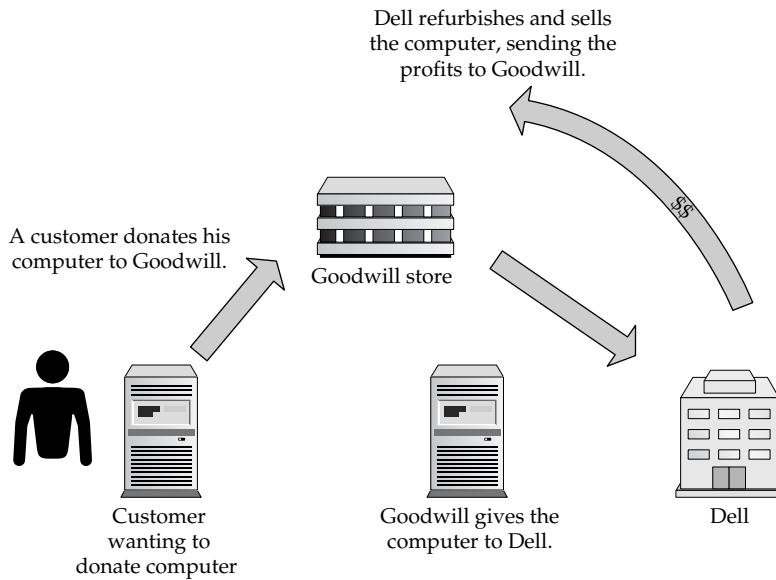 Dell refurbishes and sells
the computer, sending the
profits to Goodwill.
$$
A customer donates his
computer to Goodwill.
Goodwill store
Customer
wanting to
donate computer
Goodwill gives the
computer to Dell.
Dell